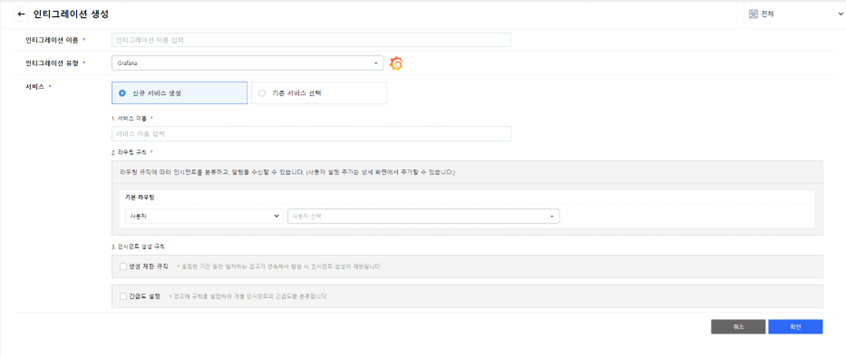 ← 인티그레이션 생성
전체
인티그레이션 이름 *
인티그레이션 이름 입력
인티그레이션 유형 *
Grafana
서비스 *
신규 서비스 생성
기존 서비스 선택
1. 서비스 이름 *
서비스 이름 입력
2. 라우팅 규칙 *
라우팅 규칙에 따라 인시던트를 분류하고, 알림을 수신할 수 있습니다. (사용자 설정 추가는 상세 화면에서 추가할 수 있습니다.)
기본 라우팅
사용자
사용자 선택
3. 인시던트 생성 규칙
생성 제한 규칙
* 설정한 기간 동안 일치하는 경고가 연속해서 발생 시 인시던트 생성이 제한됩니다.
긴급도 설정
* 경고에 규칙을 설정하여 개별 인시던트의 긴급도를 분류합니다.
취소
확인